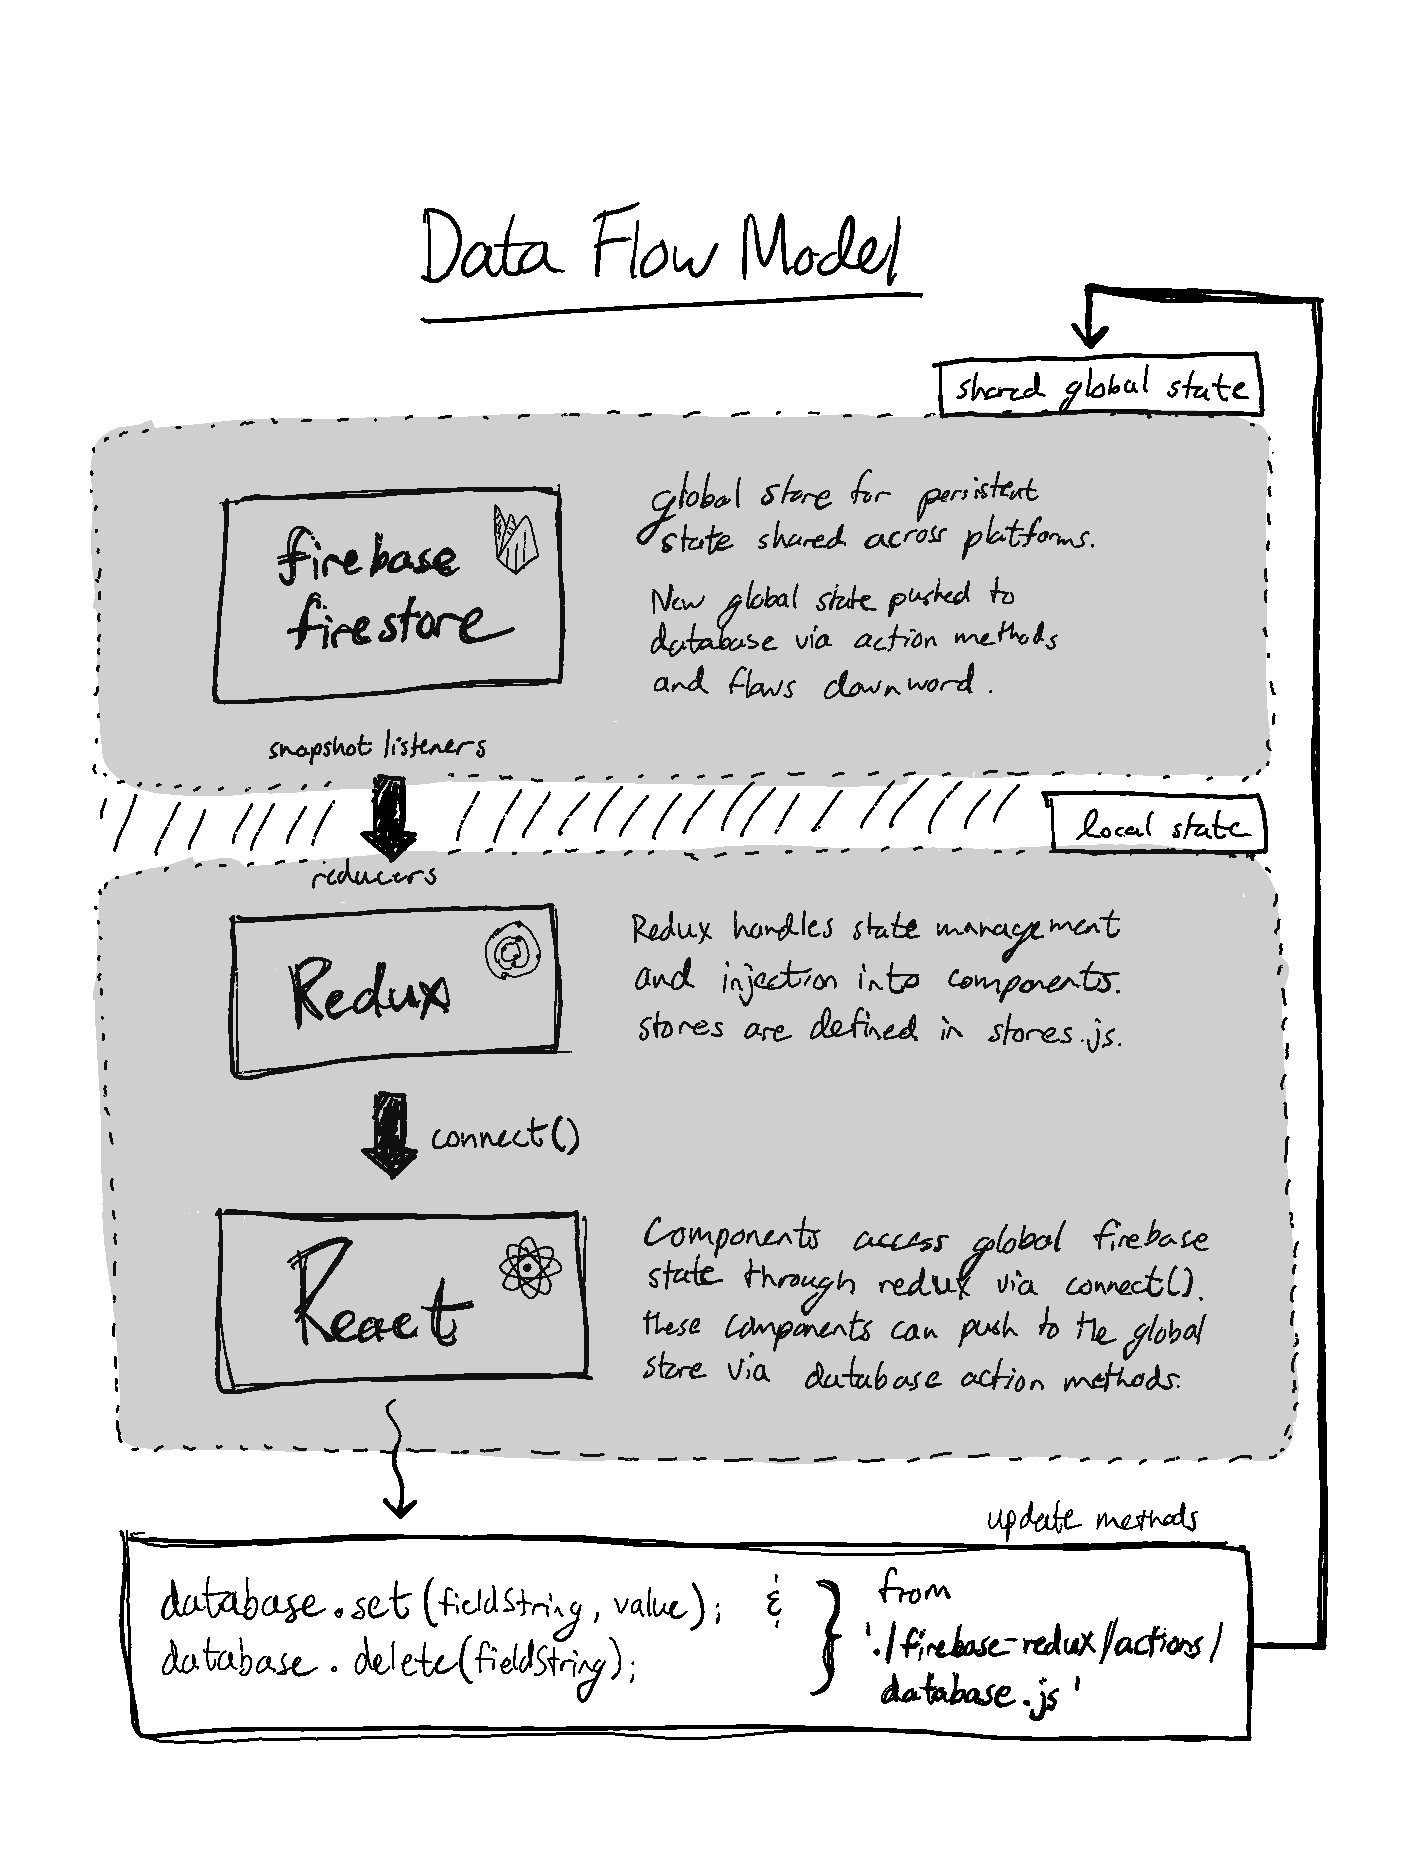 Data Flow Model
shared global state
firebase
firestore
global store for persistent
state shared across platforms.
New global state pushed to
database via action methods
and flows downword.
snapshot listeners
local state
reducers
Redux
Redux handles state management
and injection into components.
stores are defined in stores.js.
connect()
React
Components access global firebase
state through redux via connect().
these components can push to the global
store via database action methods.
update methods
database.set(fieldString, value); &
database.delete(fieldString);
from
'./firebase-redux/actions/
database.js'